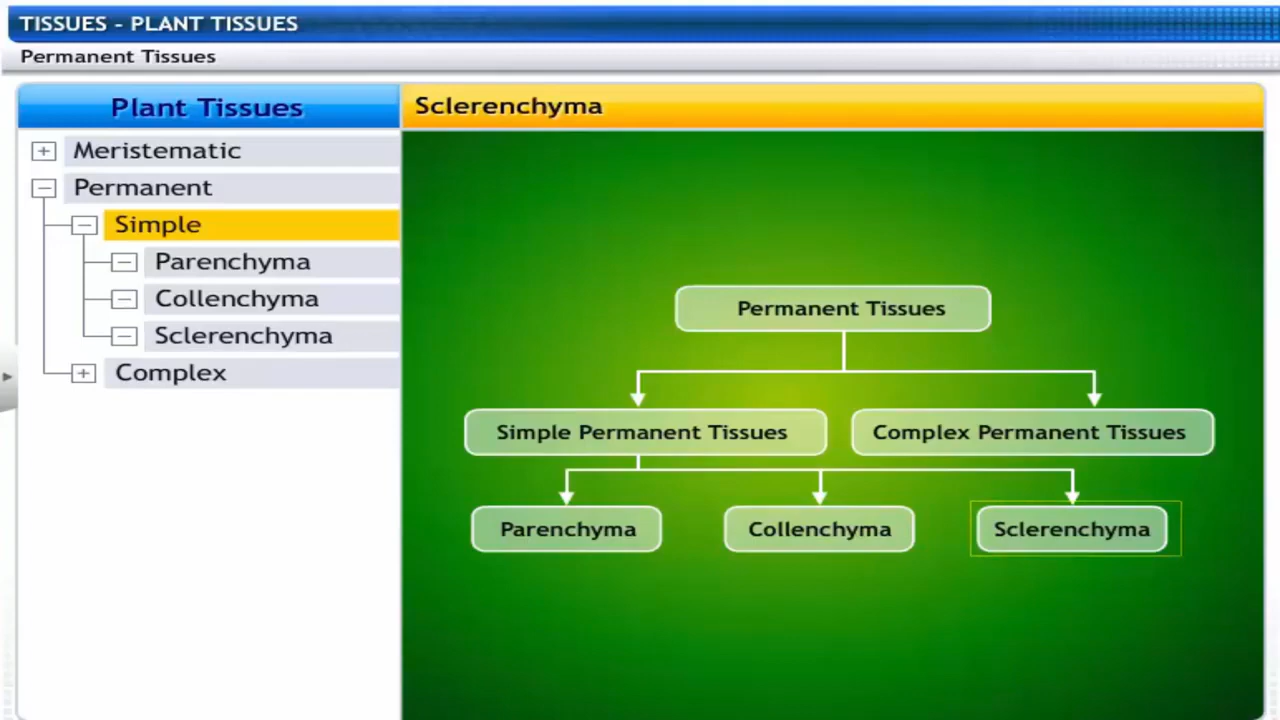 TISSUES - PLANT TISSUES
Permanent Tissues
Plant Tissues
Meristematic
Permanent
Simple
Parenchyma
Collenchyma
Sclerenchyma
Complex
Sclerenchyma
Permanent Tissues
Simple Permanent Tissues
Complex Permanent Tissues
Parenchyma
Collenchyma
Sclerenchyma